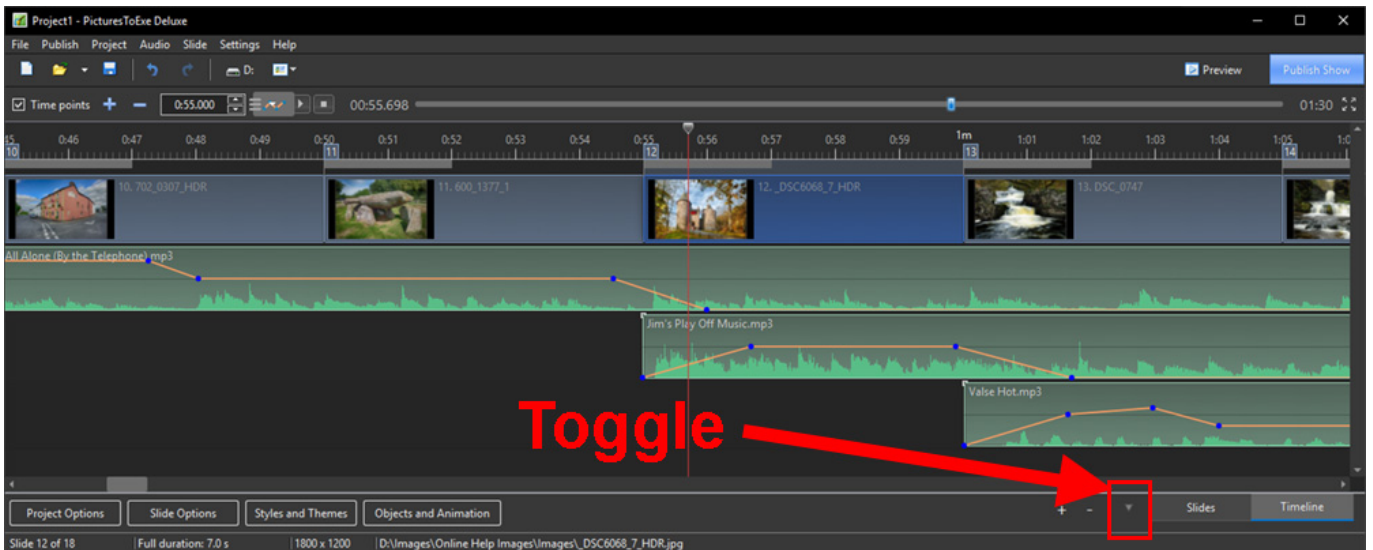 Project1 - PicturesToExe Deluxe
File Publish Project Audio Slide Settings Help
D: Preview Publish Show
Time points 0:55.000 00:55.698 01:30
0:46 0:47 0:48 0:49 0:50 0:51 0:52 0:53 0:54 0:55 0:56 0:57 0:58 0:59 1m 1:01 1:02 1:03 1:04 1:05
10 11 12 13 14
10. 702_0307_HDR 11. 600_1377_1 12. _DSC6068_7_HDR 13. DSC_0747
All Alone (By the Telephone).mp3
Jim's Play Off Music.mp3
Valse Hot.mp3
Toggle
Project Options Slide Options Styles and Themes Objects and Animation + - ▼ Slides Timeline
Slide 12 of 18 Full duration: 7.0 s 1800 x 1200 D:\Images\Online Help Images\Images\_DSC6068_7_HDR.jpg